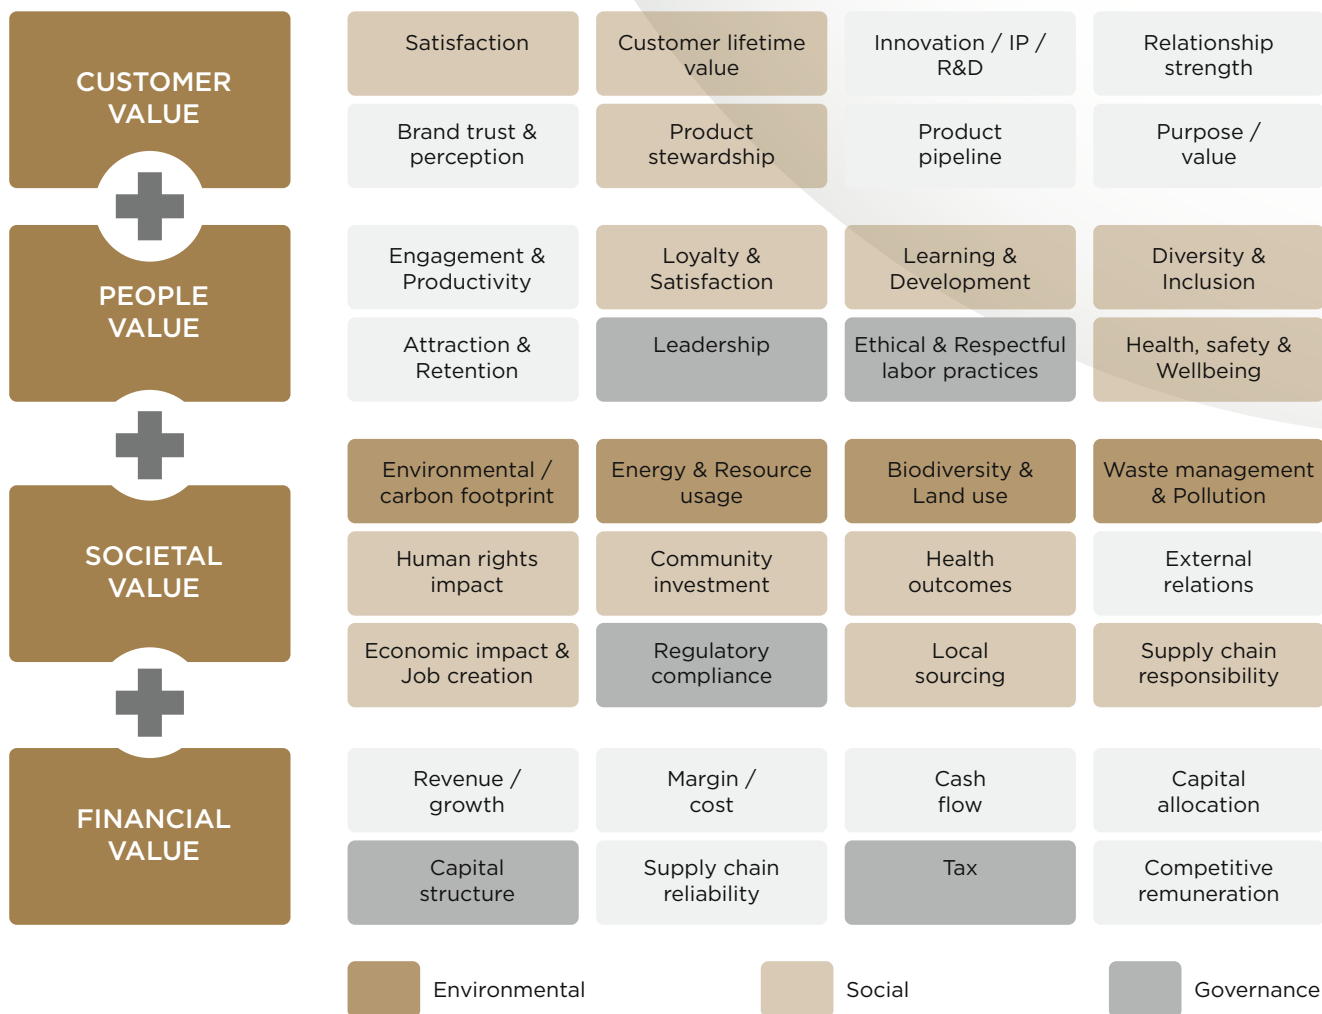 CUSTOMER
VALUE
Satisfaction
Customer lifetime
value
Innovation / IP /
R&D
Relationship
strength
Brand trust &
perception
Product
stewardship
Product
pipeline
Purpose /
value
PEOPLE
VALUE
Engagement &
Productivity
Loyalty &
Satisfaction
Learning &
Development
Diversity &
Inclusion
Attraction &
Retention
Leadership
Ethical & Respectful
labor practices
Health, safety &
Wellbeing
SOCIETAL
VALUE
Environmental /
carbon footprint
Energy & Resource
usage
Biodiversity &
Land use
Waste management
& Pollution
Human rights
impact
Community
investment
Health
outcomes
External
relations
Economic impact &
Job creation
Regulatory
compliance
Local
sourcing
Supply chain
responsibility
FINANCIAL
VALUE
Revenue /
growth
Margin /
cost
Cash
flow
Capital
allocation
Capital
structure
Supply chain
reliability
Tax
Competitive
remuneration
Environmental
Social
Governance